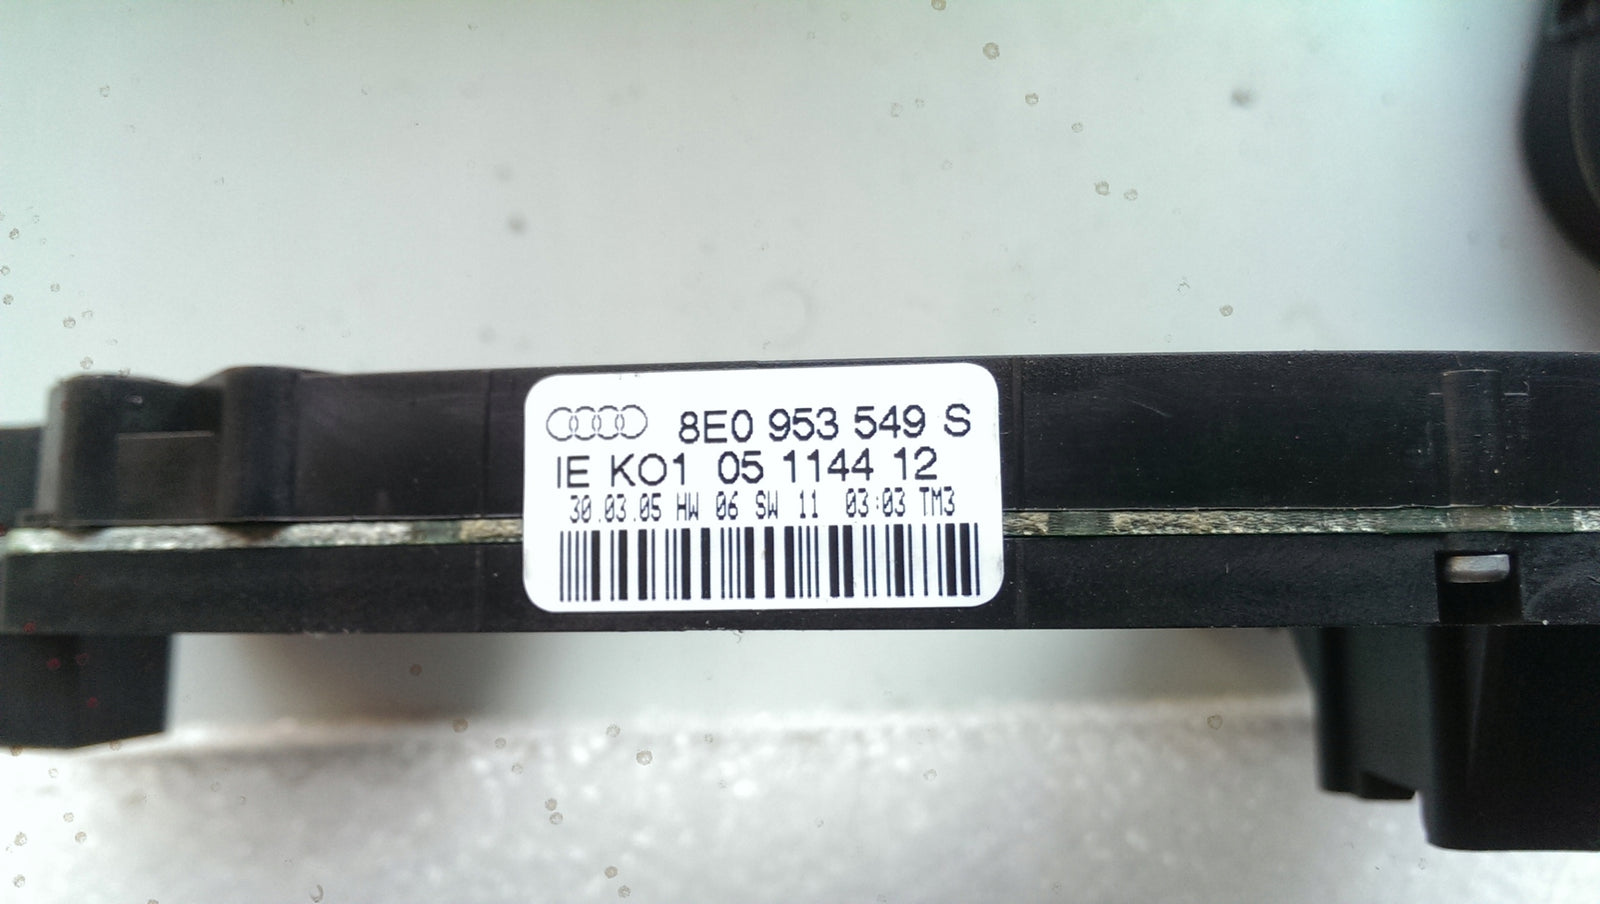 8E0 953 549 S
IE KO1 05 1144 12
30.03.05 HW 06 SW 11 03:03 TM3